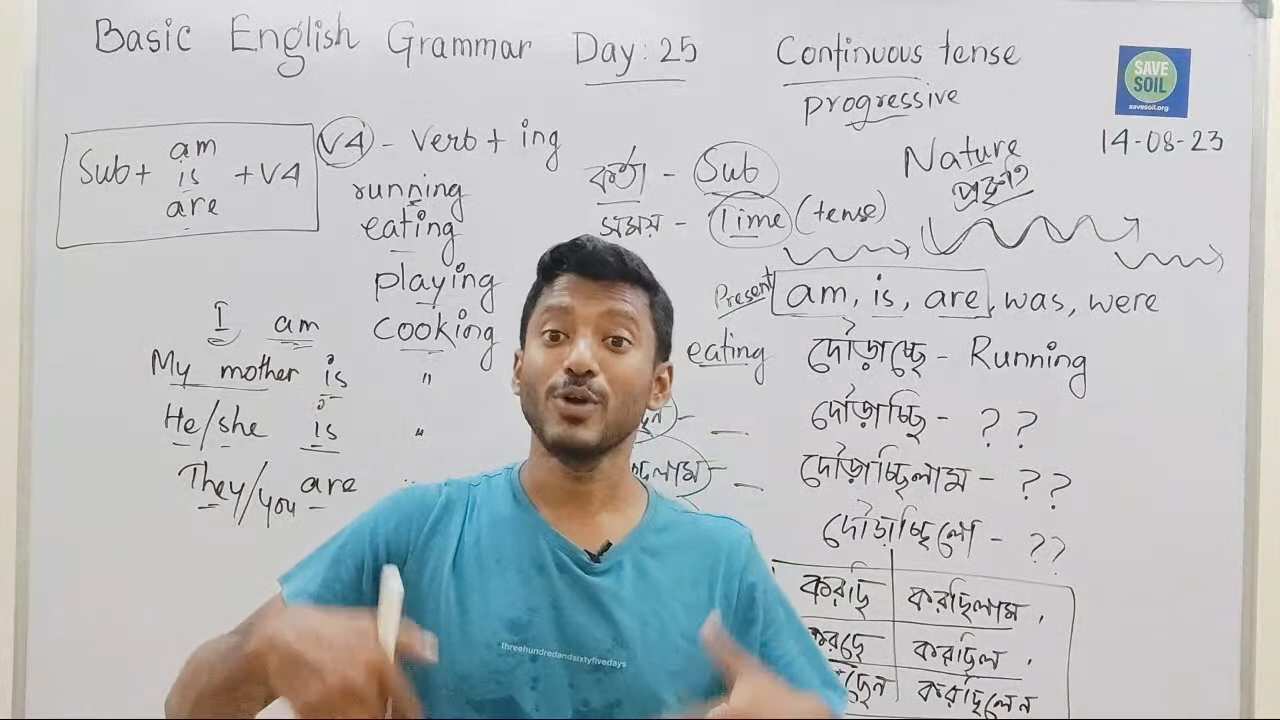 Basic English Grammar Day: 25
Continuous tense
progressive
SAVE
SOIL
savesoil.org
14-08-23
Sub+ am is are +V4
V4 - Verb + ing
running
eating
playing
cooking
কর্তা - Sub
সময় - Time (tense)
Nature
Present am, is, are, was, were
I am
My mother is "
He/she is "
They/you are "
eating
দৌড়াচ্ছে - Running
দৌড়াচ্ছি - ??
দৌড়াচ্ছিলাম - ??
দৌড়াচ্ছিলো - ??
করছি করছিলাম,
করছে করছিল,
করছিলেন
threehundredandsixtyfivedays